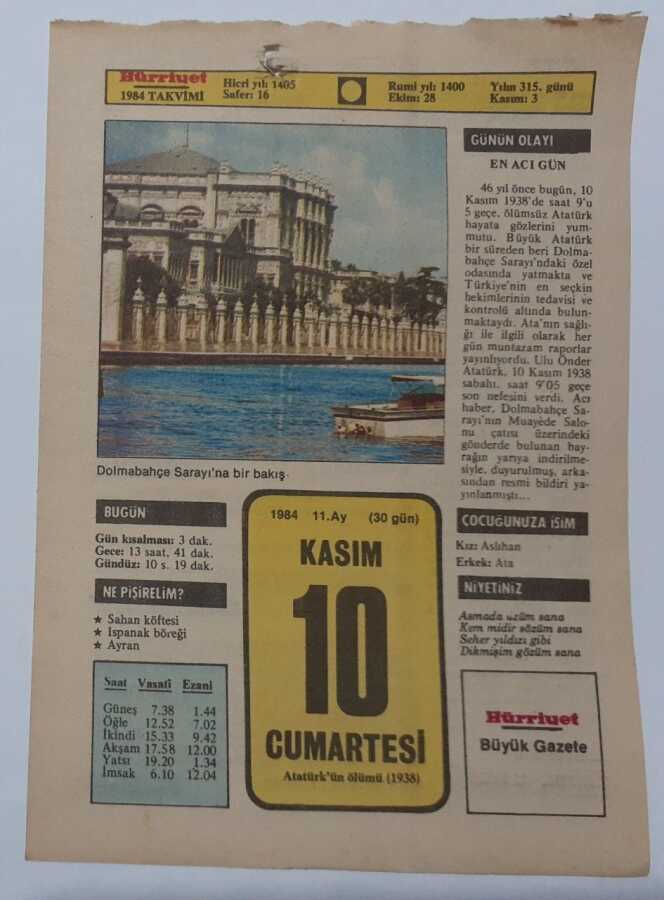 Hürriyet
1984 TAKVİMİ
Hicri yıl: 1405
Safer: 16
Rumi yıl: 1400
Ekim: 28
Yılın 315. günü
Kasım: 3
GÜNÜN OLAYI
EN ACI GÜN
46 yıl önce bugün, 10
Kasım 1938'de saat 9'u
5 geçe, ölümsüz Atatürk
hayata gözlerini yum-
mutu. Büyük Atatürk
bir süreden beri Dolma-
bahçe Sarayı'ndaki özel
odasında yatmakta ve
Türkiye'nin en seçkin
hekimlerinin tedavisi ve
kontrolü altında bulun-
maktaydı. Ata'nın sağlı-
ğı ile ilgili olarak her
gün muntazam raporlar
yayınlıyordu. Ulu Önder
Atatürk, 10 Kasım 1938
sabahı, saat 9'05 geçe
son nefesini verdi. Acı
haber, Dolmabahçe Sa-
rayı'nın Muayede Salo-
nu çatısı üzerindeki
gönderde bulunan bay-
rağın yarıya indirilme-
siyle, duyurulmuş, arka-
sından resmi bildiri ya-
yınlanmıştı...
Dolmabahçe Sarayı'na bir bakış.
BUGÜN
Gün kısalması: 3 dak.
Gece: 13 saat, 41 dak.
Gündüz: 10 s. 19 dak.
NE PİŞİRELİM?
★ Sahan köftesi
★ Ispanak böreği
★ Ayran
Saat Vasati Ezani
Güneş 7.38 1.44
Öğle 12.52 7.02
İkindi 15.33 9.42
Akşam 17.58 12.00
Yatsı 19.20 1.34
İmsak 6.10 12.04
1984 11.Ay (30 gün)
KASIM
10
CUMARTESİ
Atatürk'ün ölümü (1938)
ÇOCUĞUNUZA İSİM
Kız: Aslıhan
Erkek: Ata
NİYETİNİZ
Asmada üzüm sana
Kem midir sözüm sana
Seher yıldızı gibi
Dikmişim gözüm sana
Hürriyet
Büyük Gazete